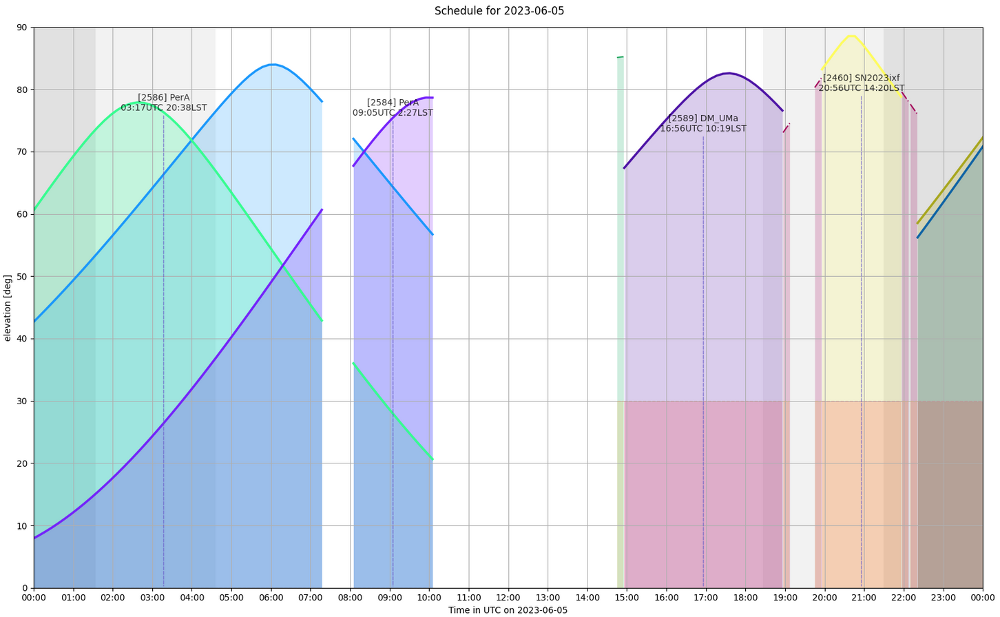 Schedule for 2023-06-05
90
80
70
60
50
40
30
20
10
0
elevation [deg]
[2586] PerA
03:17UTC 20:38LST
[2584] PerA
09:05UTC 2:27LST
[2589] DM_UMa
16:56UTC 10:19LST
[2460] SN2023ixf
20:56UTC 14:20LST
00:00 01:00 02:00 03:00 04:00 05:00 06:00 07:00 08:00 09:00 10:00 11:00 12:00 13:00 14:00 15:00 16:00 17:00 18:00 19:00 20:00 21:00 22:00 23:00 00:00
Time in UTC on 2023-06-05